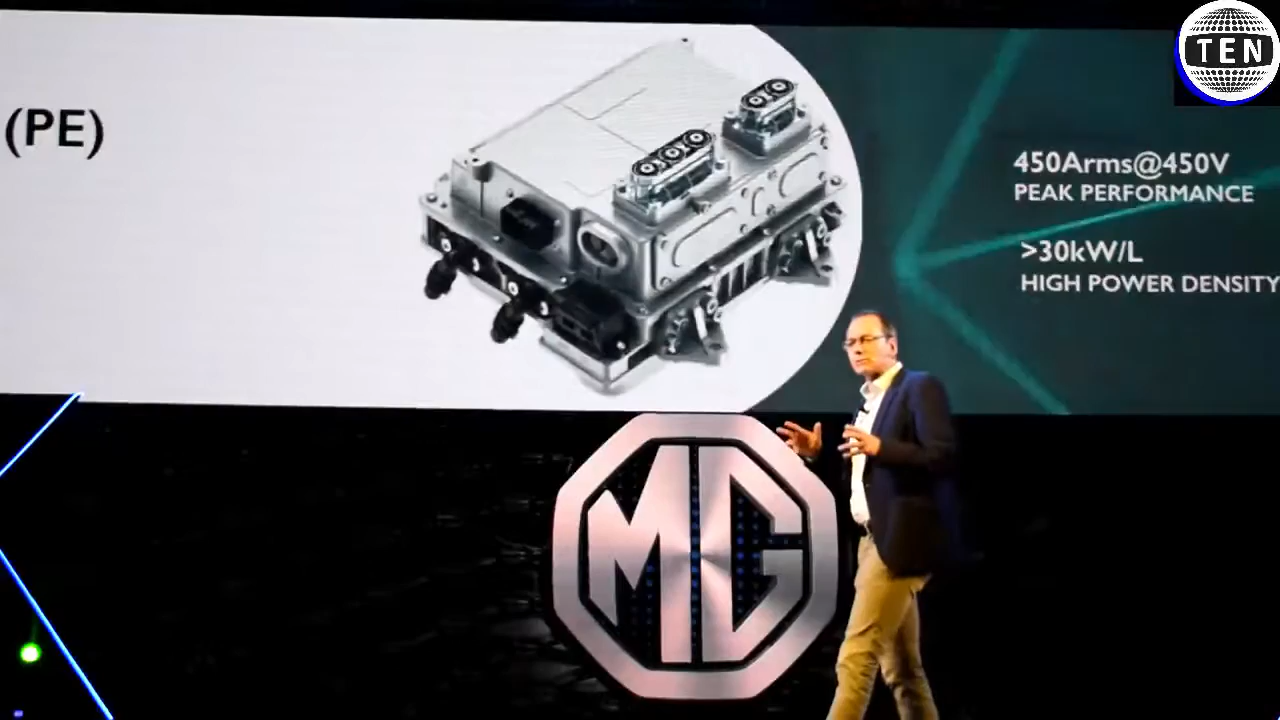 TEN
(PE)
450Arms@450V
PEAK PERFORMANCE
>30kW/L
HIGH POWER DENSITY
MG